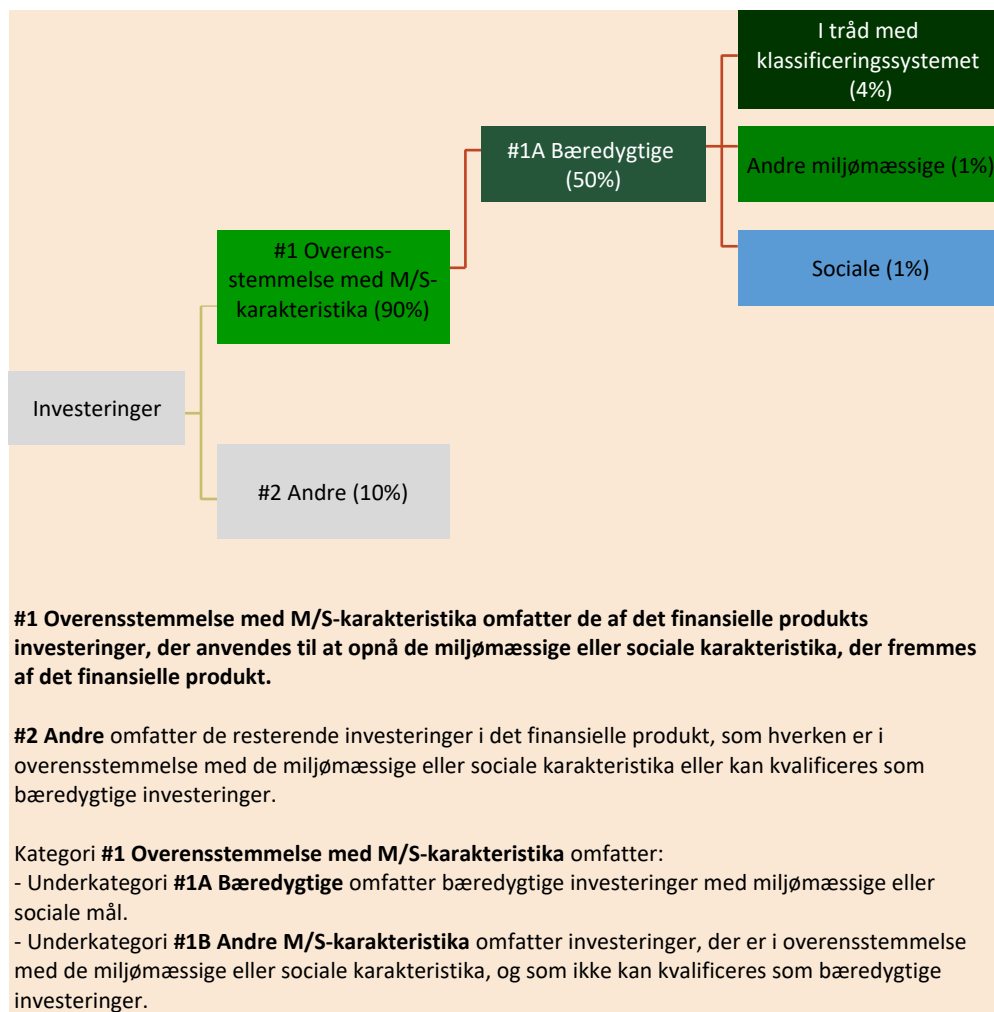 I tråd med
klassificeringssystemet
(4%)
#1A Bæredygtige
(50%)
Andre miljømæssige (1%)
#1 Overens-
stemmelse med M/S-
karakteristika (90%)
Sociale (1%)
Investeringer
#2 Andre (10%)
#1 Overensstemmelse med M/S-karakteristika omfatter de af det finansielle produkts
investeringer, der anvendes til at opnå de miljømæssige eller sociale karakteristika, der fremmes
af det finansielle produkt.
#2 Andre omfatter de resterende investeringer i det finansielle produkt, som hverken er i
overensstemmelse med de miljømæssige eller sociale karakteristika eller kan kvalificeres som
bæredygtige investeringer.
Kategori #1 Overensstemmelse med M/S-karakteristika omfatter:
- Underkategori #1A Bæredygtige omfatter bæredygtige investeringer med miljømæssige eller
sociale mål.
- Underkategori #1B Andre M/S-karakteristika omfatter investeringer, der er i overensstemmelse
med de miljømæssige eller sociale karakteristika, og som ikke kan kvalificeres som bæredygtige
investeringer.